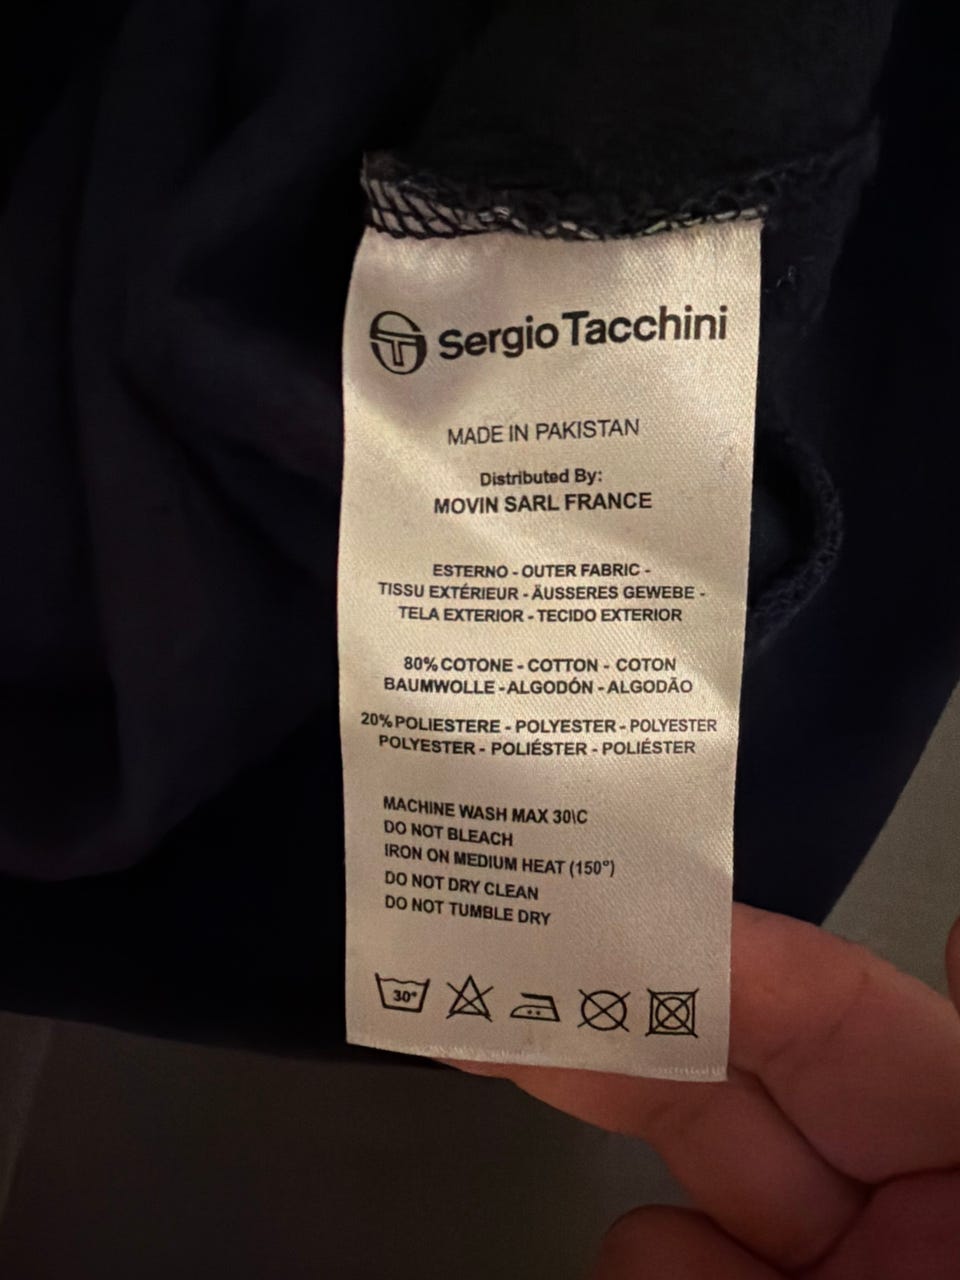 Sergio Tacchini
MADE IN PAKISTAN
Distributed By:
MOVIN SARL FRANCE
ESTERNO - OUTER FABRIC -
TISSU EXTÉRIEUR - ÄUSSERES GEWEBE -
TELA EXTERIOR - TECIDO EXTERIOR
80% COTONE - COTTON - COTON
BAUMWOLLE - ALGODÓN - ALGODÃO
20% POLIESTERE - POLYESTER - POLYESTER
POLYESTER - POLIÉSTER - POLIÉSTER
MACHINE WASH MAX 30\C
DO NOT BLEACH
IRON ON MEDIUM HEAT (150°)
DO NOT DRY CLEAN
DO NOT TUMBLE DRY
30°